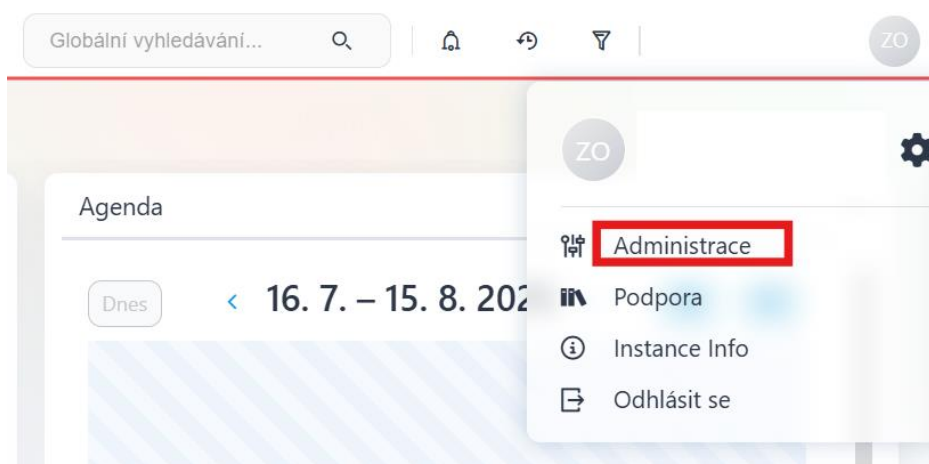 Globální vyhledávání...
ZO
ZO
Agenda
Administrace
Dnes
16. 7. – 15. 8. 202
Podpora
Instance Info
Odhlásit se